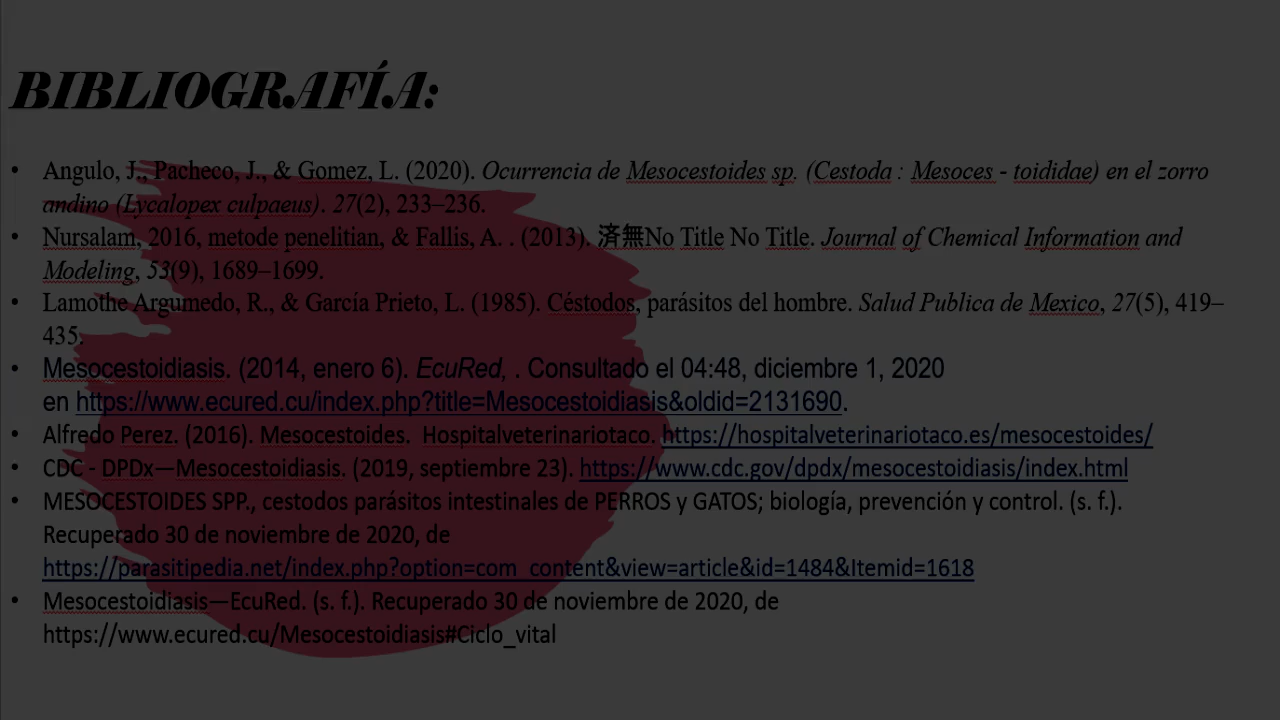 BIBLIOGRAFÍA:
• Angulo, J., Pacheco, J., & Gomez, L. (2020). Ocurrencia de Mesocestoides sp. (Cestoda : Mesoces - toididae) en el zorro
andino (Lycalopex culpaeus). 27(2), 233–236.
• Nursalam, 2016, metode penelitian, & Fallis, A. . (2013). 済無No Title No Title. Journal of Chemical Information and
Modeling, 53(9), 1689–1699.
• Lamothe Argumedo, R., & García Prieto, L. (1985). Céstodos, parásitos del hombre. Salud Publica de Mexico, 27(5), 419–
435.
• Mesocestoidiasis. (2014, enero 6). EcuRed, . Consultado el 04:48, diciembre 1, 2020
en https://www.ecured.cu/index.php?title=Mesocestoidiasis&oldid=2131690.
• Alfredo Perez. (2016). Mesocestoides. Hospitalveterinariotaco. https://hospitalveterinariotaco.es/mesocestoides/
• CDC - DPDx—Mesocestoidiasis. (2019, septiembre 23). https://www.cdc.gov/dpdx/mesocestoidiasis/index.html
• MESOCESTOIDES SPP., cestodos parásitos intestinales de PERROS y GATOS; biología, prevención y control. (s. f.).
Recuperado 30 de noviembre de 2020, de
https://parasitipedia.net/index.php?option=com_content&view=article&id=1484&Itemid=1618
• Mesocestoidiasis—EcuRed. (s. f.). Recuperado 30 de noviembre de 2020, de
https://www.ecured.cu/Mesocestoidiasis#Ciclo_vital